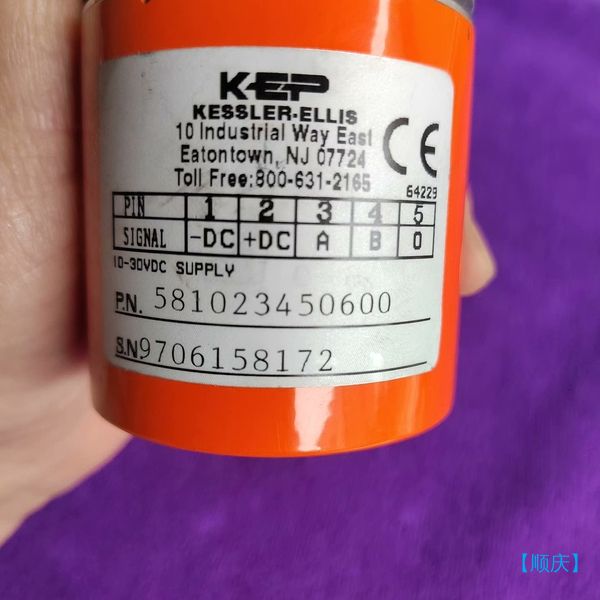 KEP
KESSLER-ELLIS
10 Industrial Way East
Eatontown, NJ 07724
Toll Free:800-631-2165
CE
64229
PIN 1 2 3 4 5
SIGNAL -DC +DC A B 0
10-30VDC SUPPLY
P.N. 581023450600
S.N 9706158172
【顺庆】